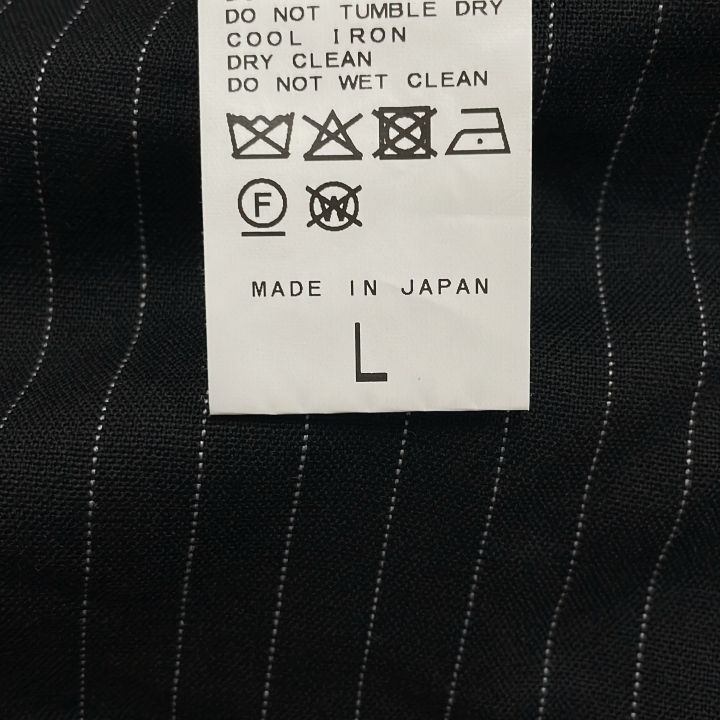 DO NOT TUMBLE DRY
COOL IRON
DRY CLEAN
DO NOT WET CLEAN
F W
MADE IN JAPAN
L